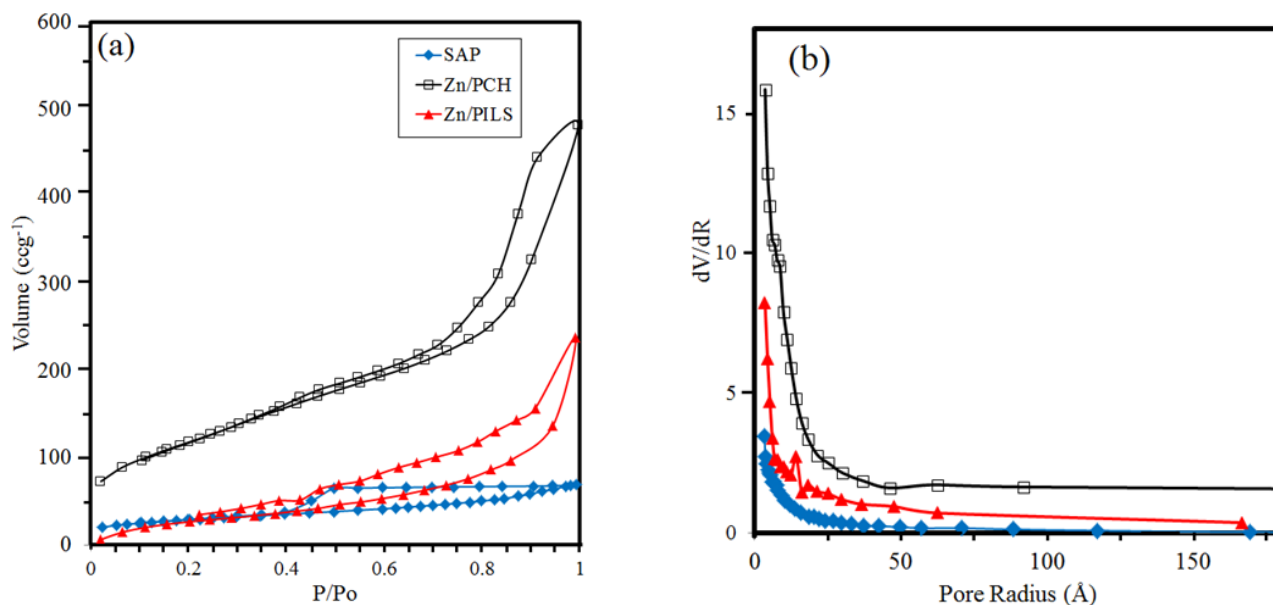 (a)
SAP
Zn/PCH
Zn/PILS
600
500
400
300
200
100
0
Volume (ccg⁻¹)
0 0.2 0.4 0.6 0.8 1
P/Po
(b)
15
10
5
0
dV/dR
0 50 100 150
Pore Radius (Å)